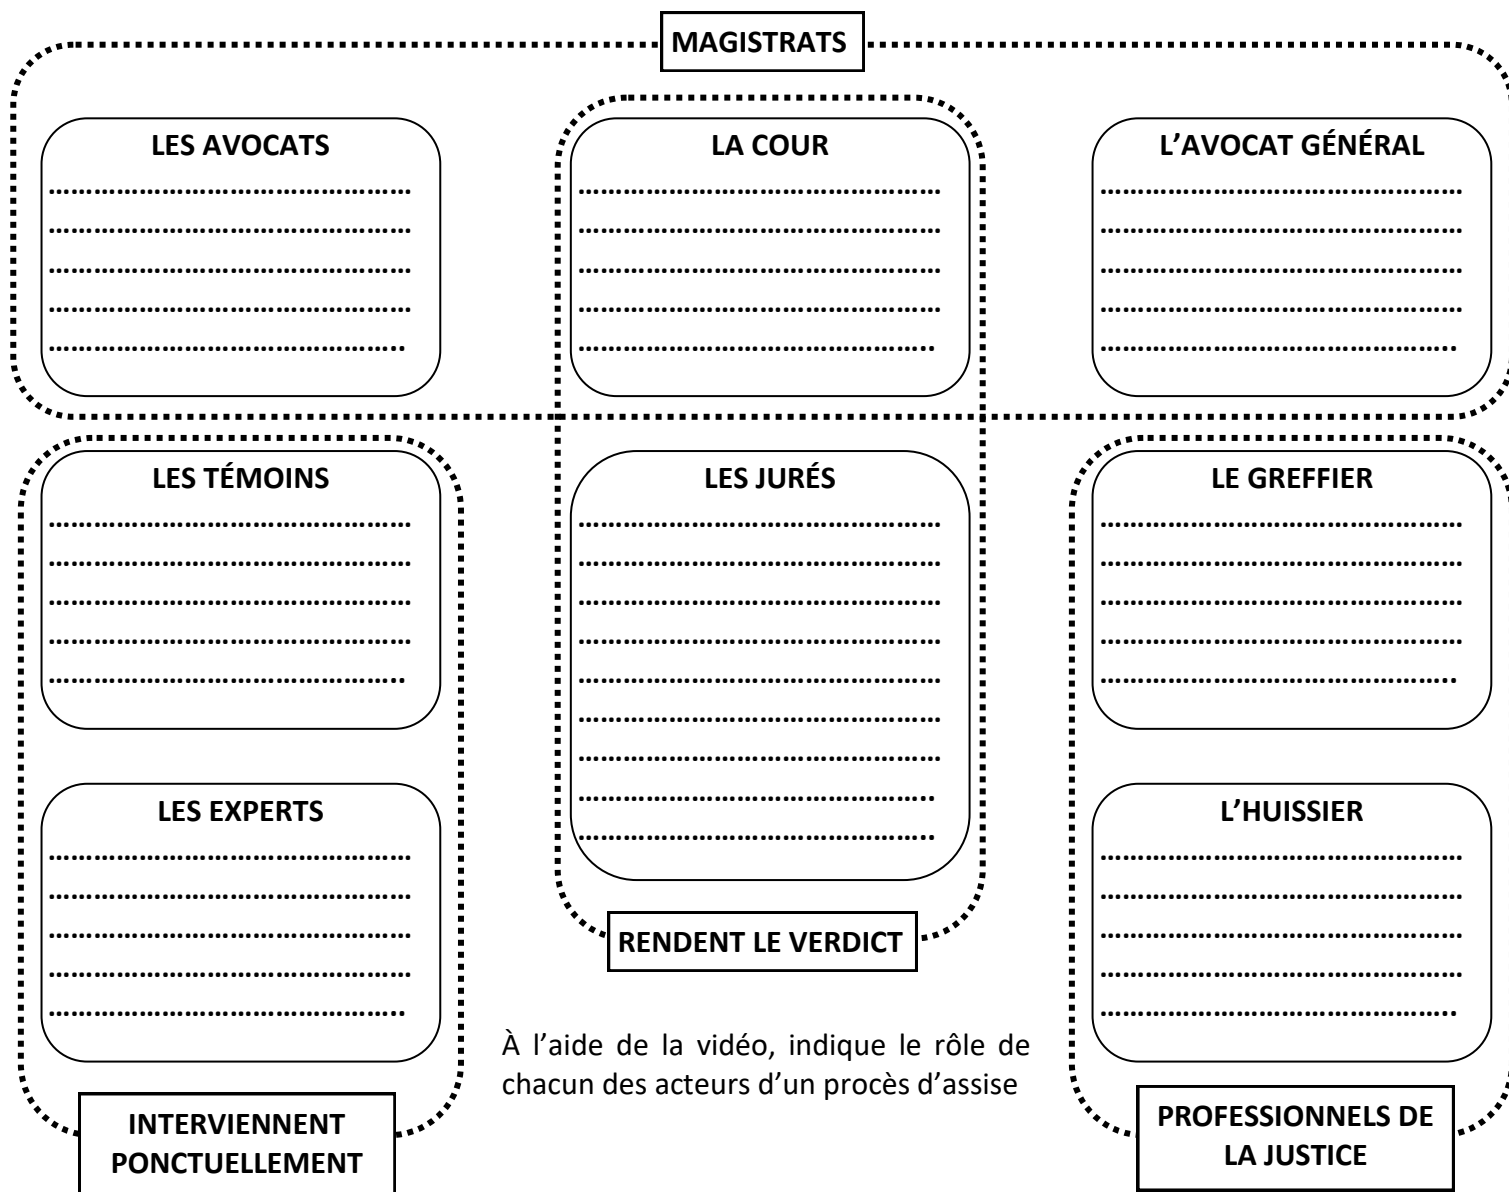 MAGISTRATS
LES AVOCATS
……………………………………………
……………………………………………
……………………………………………
……………………………………………
…………………………………………..
LA COUR
……………………………………………
……………………………………………
……………………………………………
……………………………………………
…………………………………………..
L’AVOCAT GÉNÉRAL
……………………………………………
……………………………………………
……………………………………………
……………………………………………
…………………………………………..
LES TÉMOINS
……………………………………………
……………………………………………
……………………………………………
……………………………………………
…………………………………………..
LES JURÉS
……………………………………………
……………………………………………
……………………………………………
……………………………………………
……………………………………………
……………………………………………
……………………………………………
…………………………………………..
…………………………………………..
LE GREFFIER
……………………………………………
……………………………………………
……………………………………………
……………………………………………
…………………………………………..
LES EXPERTS
……………………………………………
……………………………………………
……………………………………………
……………………………………………
…………………………………………..
L’HUISSIER
……………………………………………
……………………………………………
……………………………………………
……………………………………………
…………………………………………..
RENDENT LE VERDICT
À l’aide de la vidéo, indique le rôle de
chacun des acteurs d’un procès d’assise
INTERVIENNENT
PONCTUELLEMENT
PROFESSIONNELS DE
LA JUSTICE